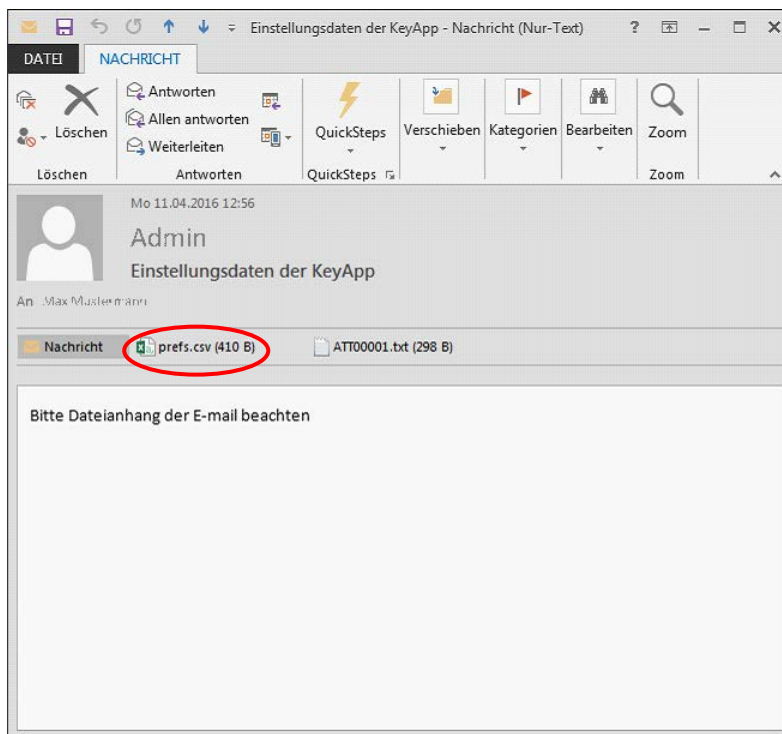 Einstellungsdaten der KeyApp - Nachricht (Nur-Text) ?
DATEI NACHRICHT
Löschen
Antworten
Allen antworten
Weiterleiten
QuickSteps
Verschieben
Kategorien
Bearbeiten
Zoom
Löschen Antworten QuickSteps Zoom
Mo 11.04.2016 12:56
Admin
Einstellungsdaten der KeyApp
An Max Mustermann
Nachricht prefs.csv (410 B) ATT00001.txt (298 B)
Bitte Dateianhang der E-mail beachten